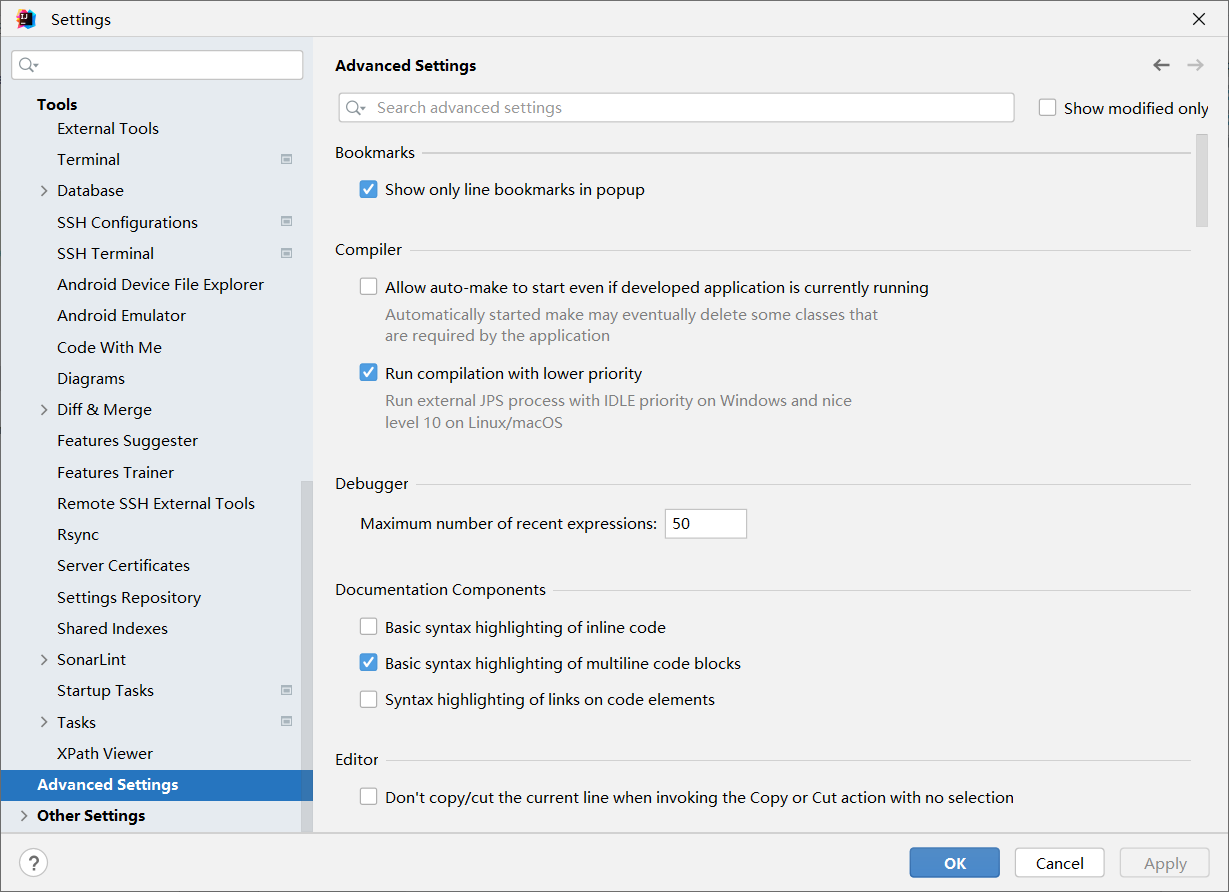 Settings
Tools
External Tools
Terminal
Database
SSH Configurations
SSH Terminal
Android Device File Explorer
Android Emulator
Code With Me
Diagrams
Diff & Merge
Features Suggester
Features Trainer
Remote SSH External Tools
Rsync
Server Certificates
Settings Repository
Shared Indexes
SonarLint
Startup Tasks
Tasks
XPath Viewer
Advanced Settings
Other Settings
Advanced Settings
Search advanced settings
Show modified only
Bookmarks
Show only line bookmarks in popup
Compiler
Allow auto-make to start even if developed application is currently running
Automatically started make may eventually delete some classes that
are required by the application
Run compilation with lower priority
Run external JPS process with IDLE priority on Windows and nice
level 10 on Linux/macOS
Debugger
Maximum number of recent expressions: 50
Documentation Components
Basic syntax highlighting of inline code
Basic syntax highlighting of multiline code blocks
Syntax highlighting of links on code elements
Editor
Don't copy/cut the current line when invoking the Copy or Cut action with no selection
?
OK
Cancel
Apply